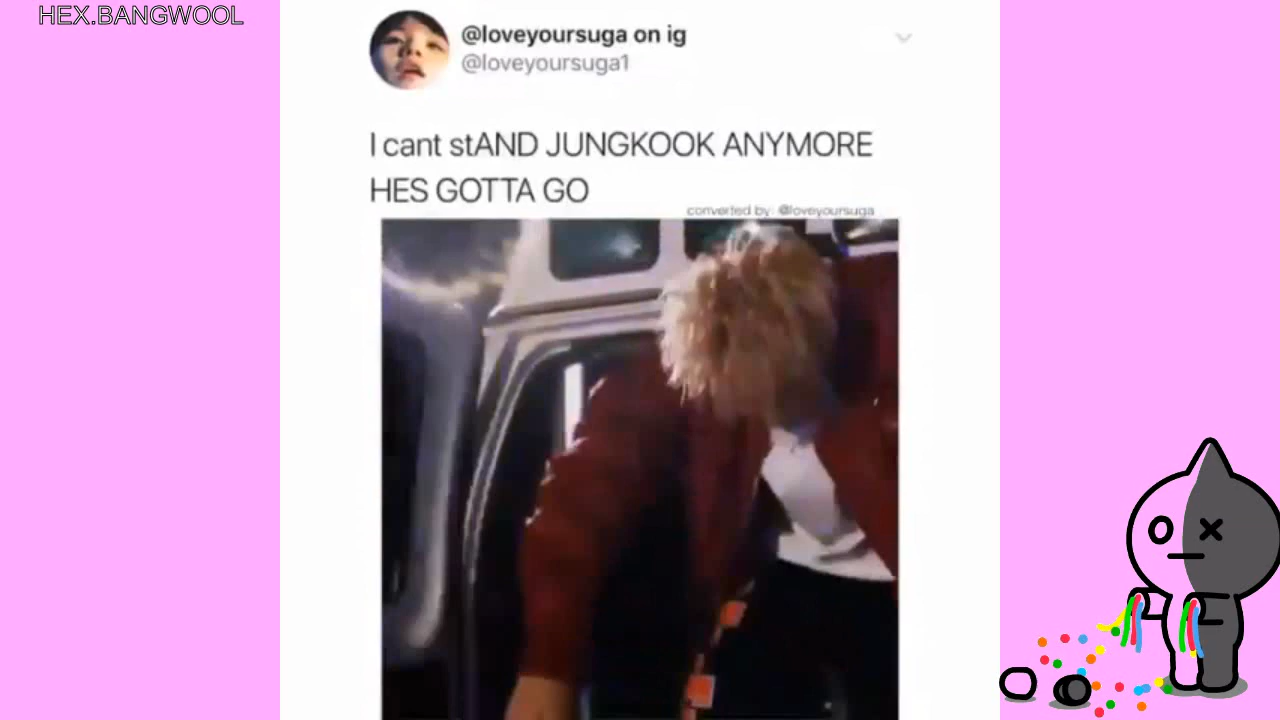 HEX.BANGWOOL
@loveyoursuga on ig
@loveyoursuga1
I cant stAND JUNGKOOK ANYMORE
HES GOTTA GO
converted by: @loveyoursuga